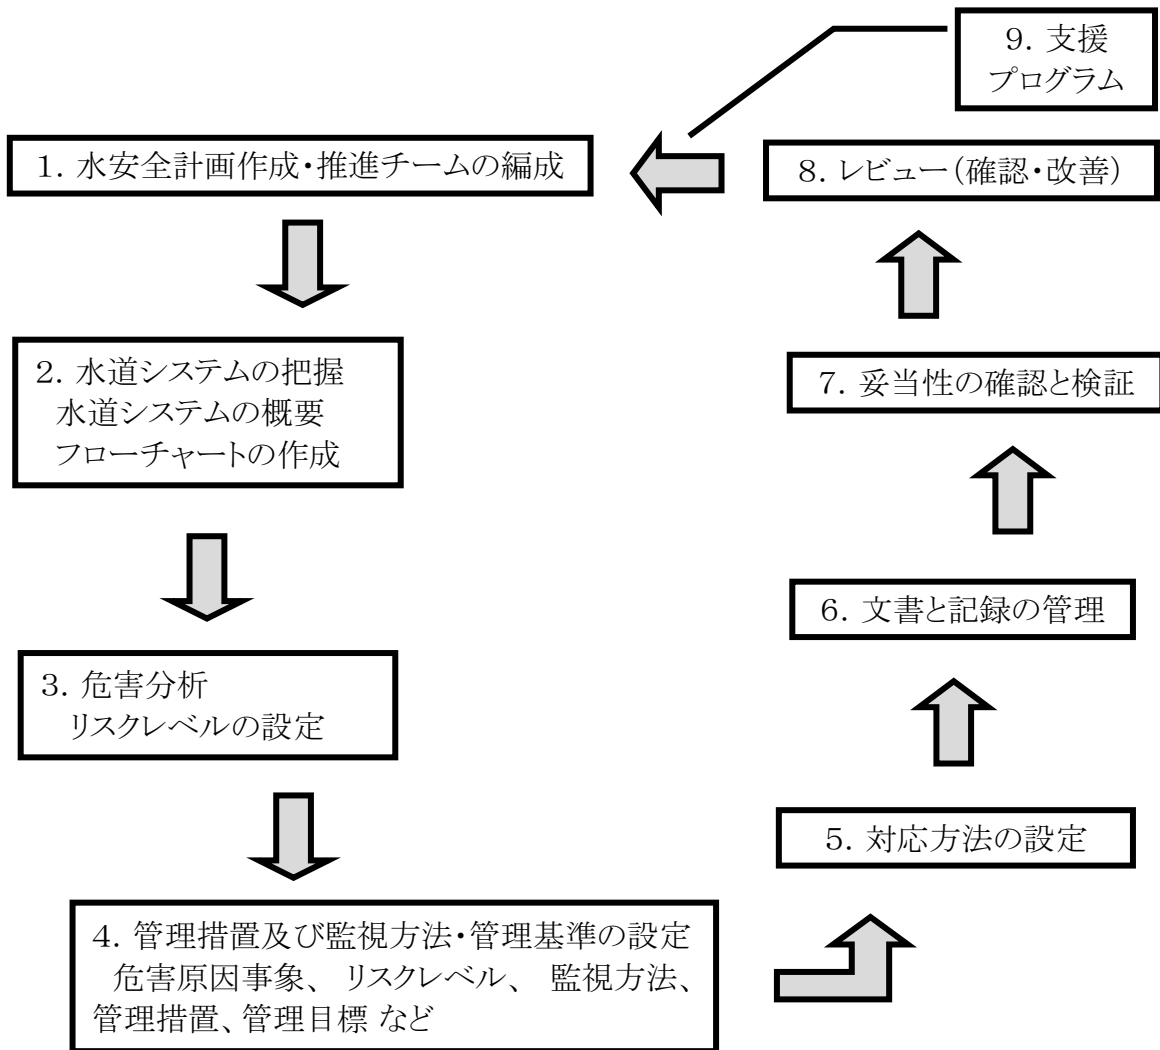 9. 支援
プログラム
1. 水安全計画作成・推進チームの編成
8. レビュー(確認・改善)
2. 水道システムの把握
水道システムの概要
フローチャートの作成
7. 妥当性の確認と検証
6. 文書と記録の管理
3. 危害分析
リスクレベルの設定
5. 対応方法の設定
4. 管理措置及び監視方法・管理基準の設定
危害原因事象、 リスクレベル、 監視方法、
管理措置、管理目標 など